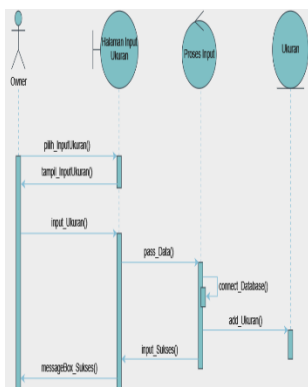 Halaman Input
Ukuran
Proses Input
Ukuran
Owner
pilih_InputUkuran()
tampil_InputUkuran()
input_Ukuran()
pass_Data()
connect_Database()
add_Ukuran()
input_Sukses()
messageBox_Sukses()